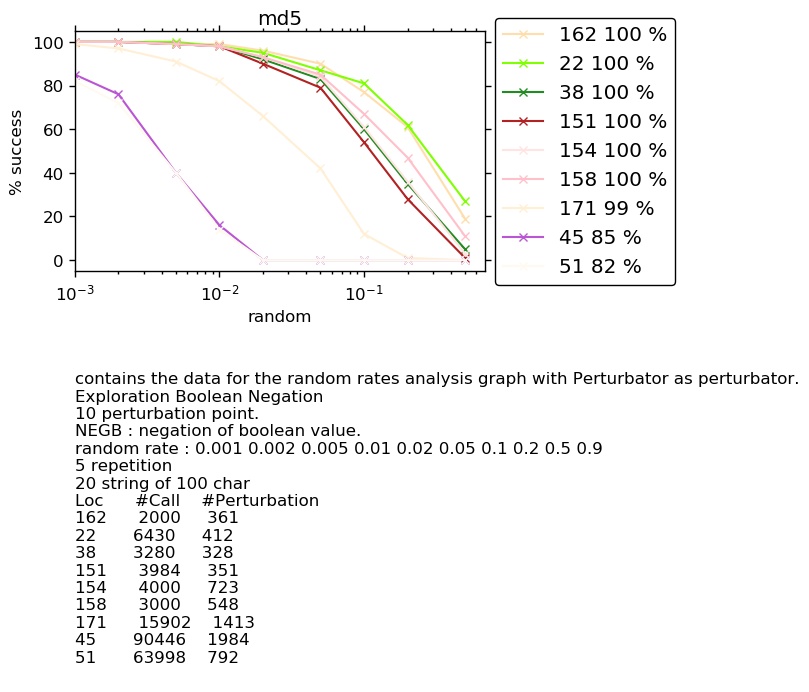 md5
100
80
60
40
20
0
% success
10^{-3}
10^{-2}
10^{-1}
random
162 100 %
22 100 %
38 100 %
151 100 %
154 100 %
158 100 %
171 99 %
45 85 %
51 82 %
contains the data for the random rates analysis graph with Perturbator as perturbator.
Exploration Boolean Negation
10 perturbation point.
NEGB : negation of boolean value.
random rate : 0.001 0.002 0.005 0.01 0.02 0.05 0.1 0.2 0.5 0.9
5 repetition
20 string of 100 char
Loc #Call #Perturbation
162 2000 361
22 6430 412
38 3280 328
151 3984 351
154 4000 723
158 3000 548
171 15902 1413
45 90446 1984
51 63998 792